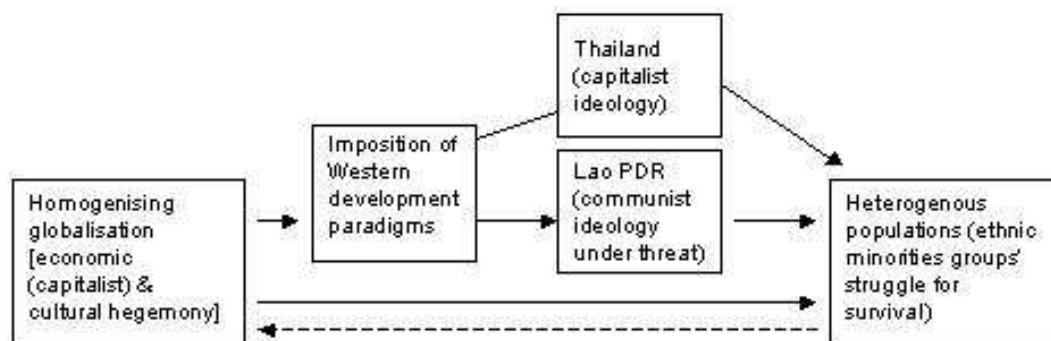 Thailand
(capitalist
ideology)
Imposition of
Western
development
paradigms
Lao PDR
(communist
ideology
under threat)
Homogenising
globalisation
[economic
(capitalist) &
cultural hegemony]
Heterogenous
populations (ethnic
minorities groups'
struggle for
survival)